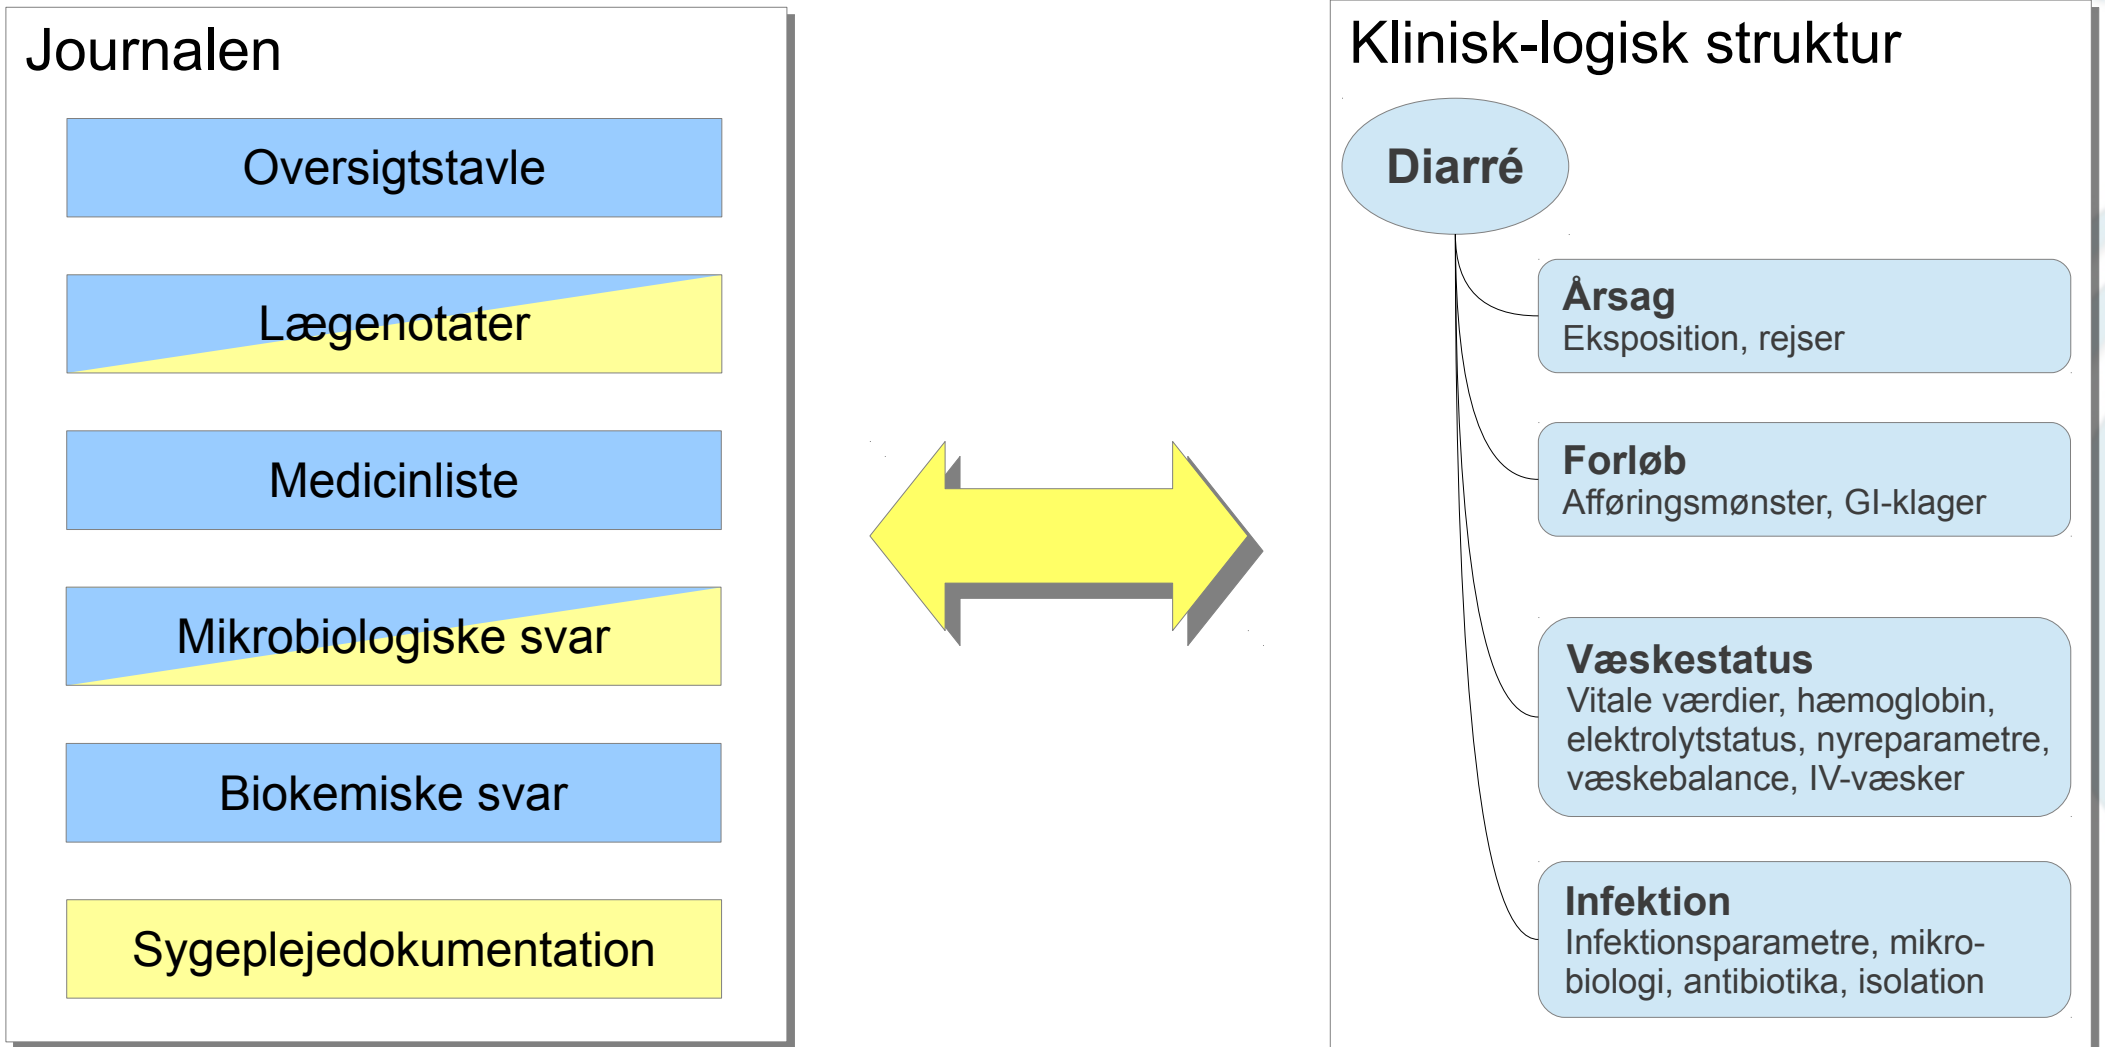 Journalen
Oversigtstavle
Lægenotater
Medicinliste
Mikrobiologiske svar
Biokemiske svar
Sygeplejedokumentation
Klinisk-logisk struktur
Diarré
Årsag
Eksposition, rejser
Forløb
Afføringsmønster, GI-klager
Væskestatus
Vitale værdier, hæmoglobin,
elektrolytstatus, nyreparametre,
væskebalance, IV-væsker
Infektion
Infektionsparametre, mikro-
biologi, antibiotika, isolation